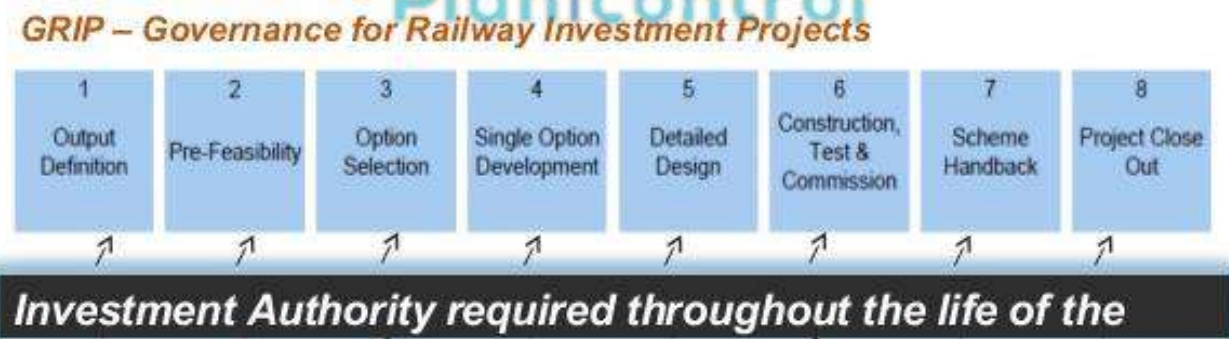 Planicontrol
GRIP – Governance for Railway Investment Projects
1
Output
Definition
2
Pre-Feasibility
3
Option
Selection
4
Single Option
Development
5
Detailed
Design
6
Construction,
Test &
Commission
7
Scheme
Handback
8
Project Close
Out
Investment Authority required throughout the life of the